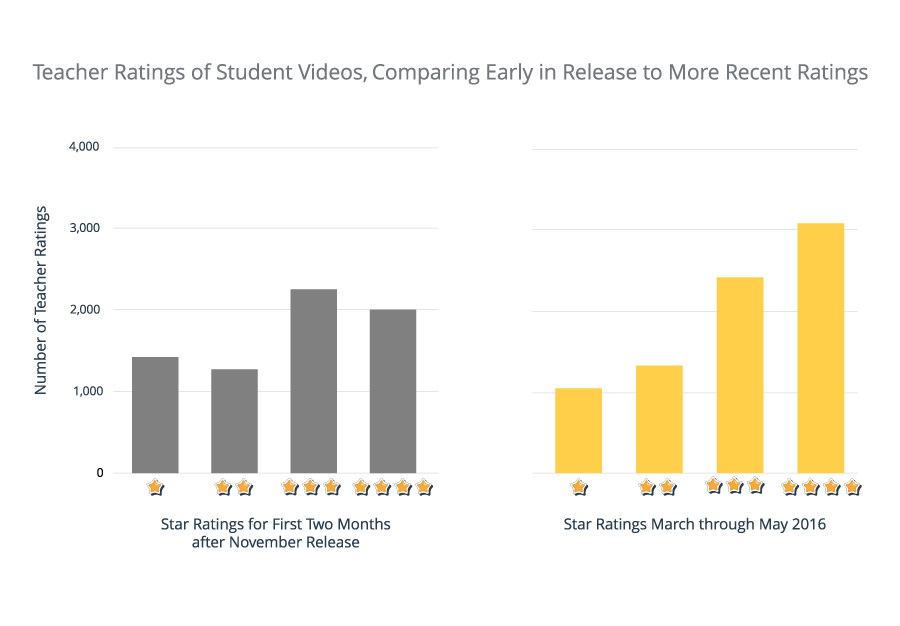 Teacher Ratings of Student Videos, Comparing Early in Release to More Recent Ratings
Number of Teacher Ratings
4,000
3,000
2,000
1,000
0
Star Ratings for First Two Months
after November Release
Star Ratings March through May 2016